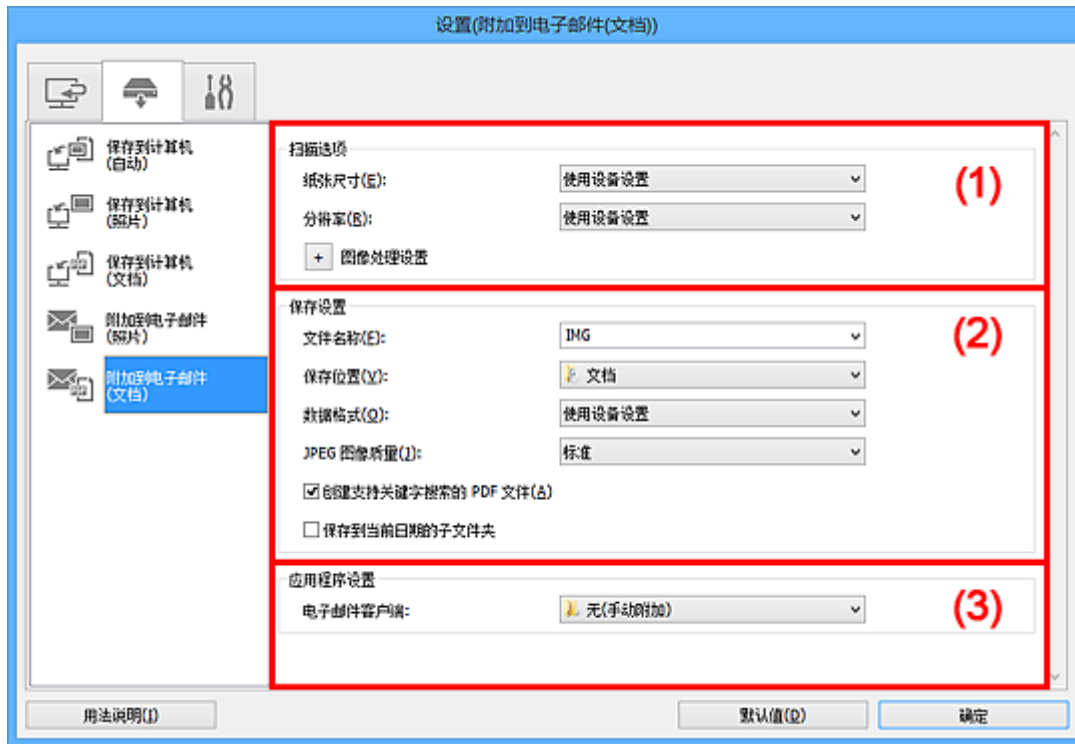 设置(附加到电子邮件(文档))
保存到计算机
(自动)
保存到计算机
(照片)
保存到计算机
(文档)
附加到电子邮件
(照片)
附加到电子邮件
(文档)
扫描选项
纸张尺寸(E): 使用设备设置
分辨率(R): 使用设备设置
+ 图像处理设置
(1)
保存设置
文件名称(F): IMG
保存位置(V): 文档
数据格式(O): 使用设备设置
JPEG 图像质量(J): 标准
创建支持关键字搜索的 PDF 文件(A)
保存到当前日期的子文件夹
(2)
应用程序设置
电子邮件客户端: 无(手动附加)
(3)
用法说明(I)
默认值(D)
确定